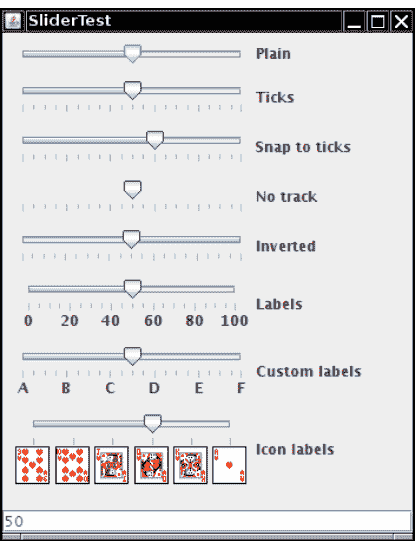 SliderTest
Plain
Ticks
Snap to ticks
No track
Inverted
Labels
0 20 40 60 80 100
Custom labels
A B C D E F
Icon labels
50